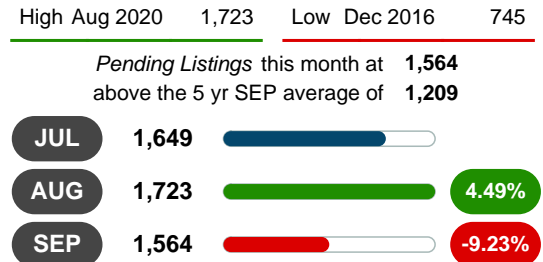 High Aug 2020 1,723 Low Dec 2016 745
Pending Listings this month at 1,564
above the 5 yr SEP average of 1,209
JUL 1,649
AUG 1,723 4.49%
SEP 1,564 -9.23%